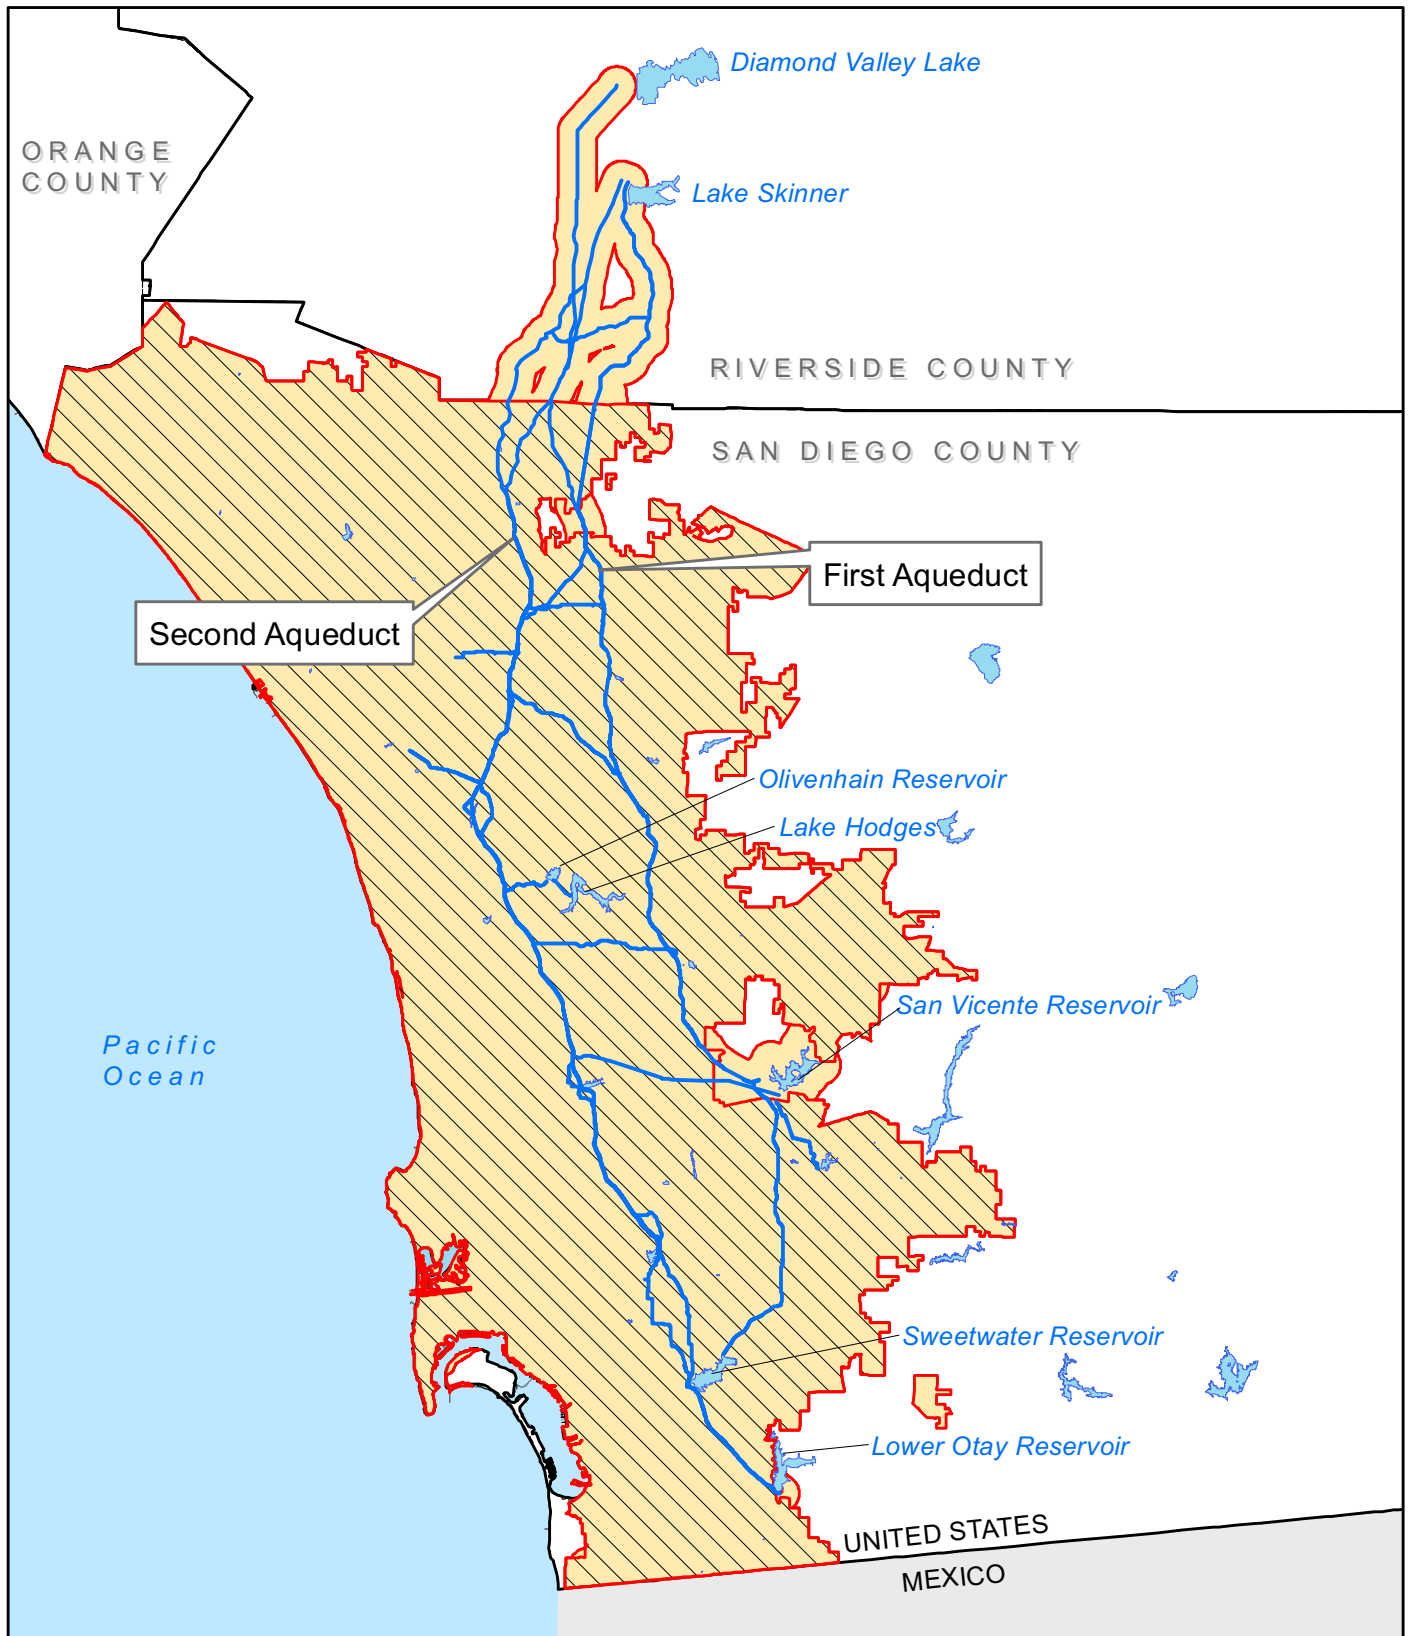 Diamond Valley Lake
ORANGE
COUNTY
Lake Skinner
RIVERSIDE COUNTY
SAN DIEGO COUNTY
First Aqueduct
Second Aqueduct
Olivenhain Reservoir
Lake Hodges
San Vicente Reservoir
Pacific
Ocean
Sweetwater Reservoir
Lower Otay Reservoir
UNITED STATES
MEXICO